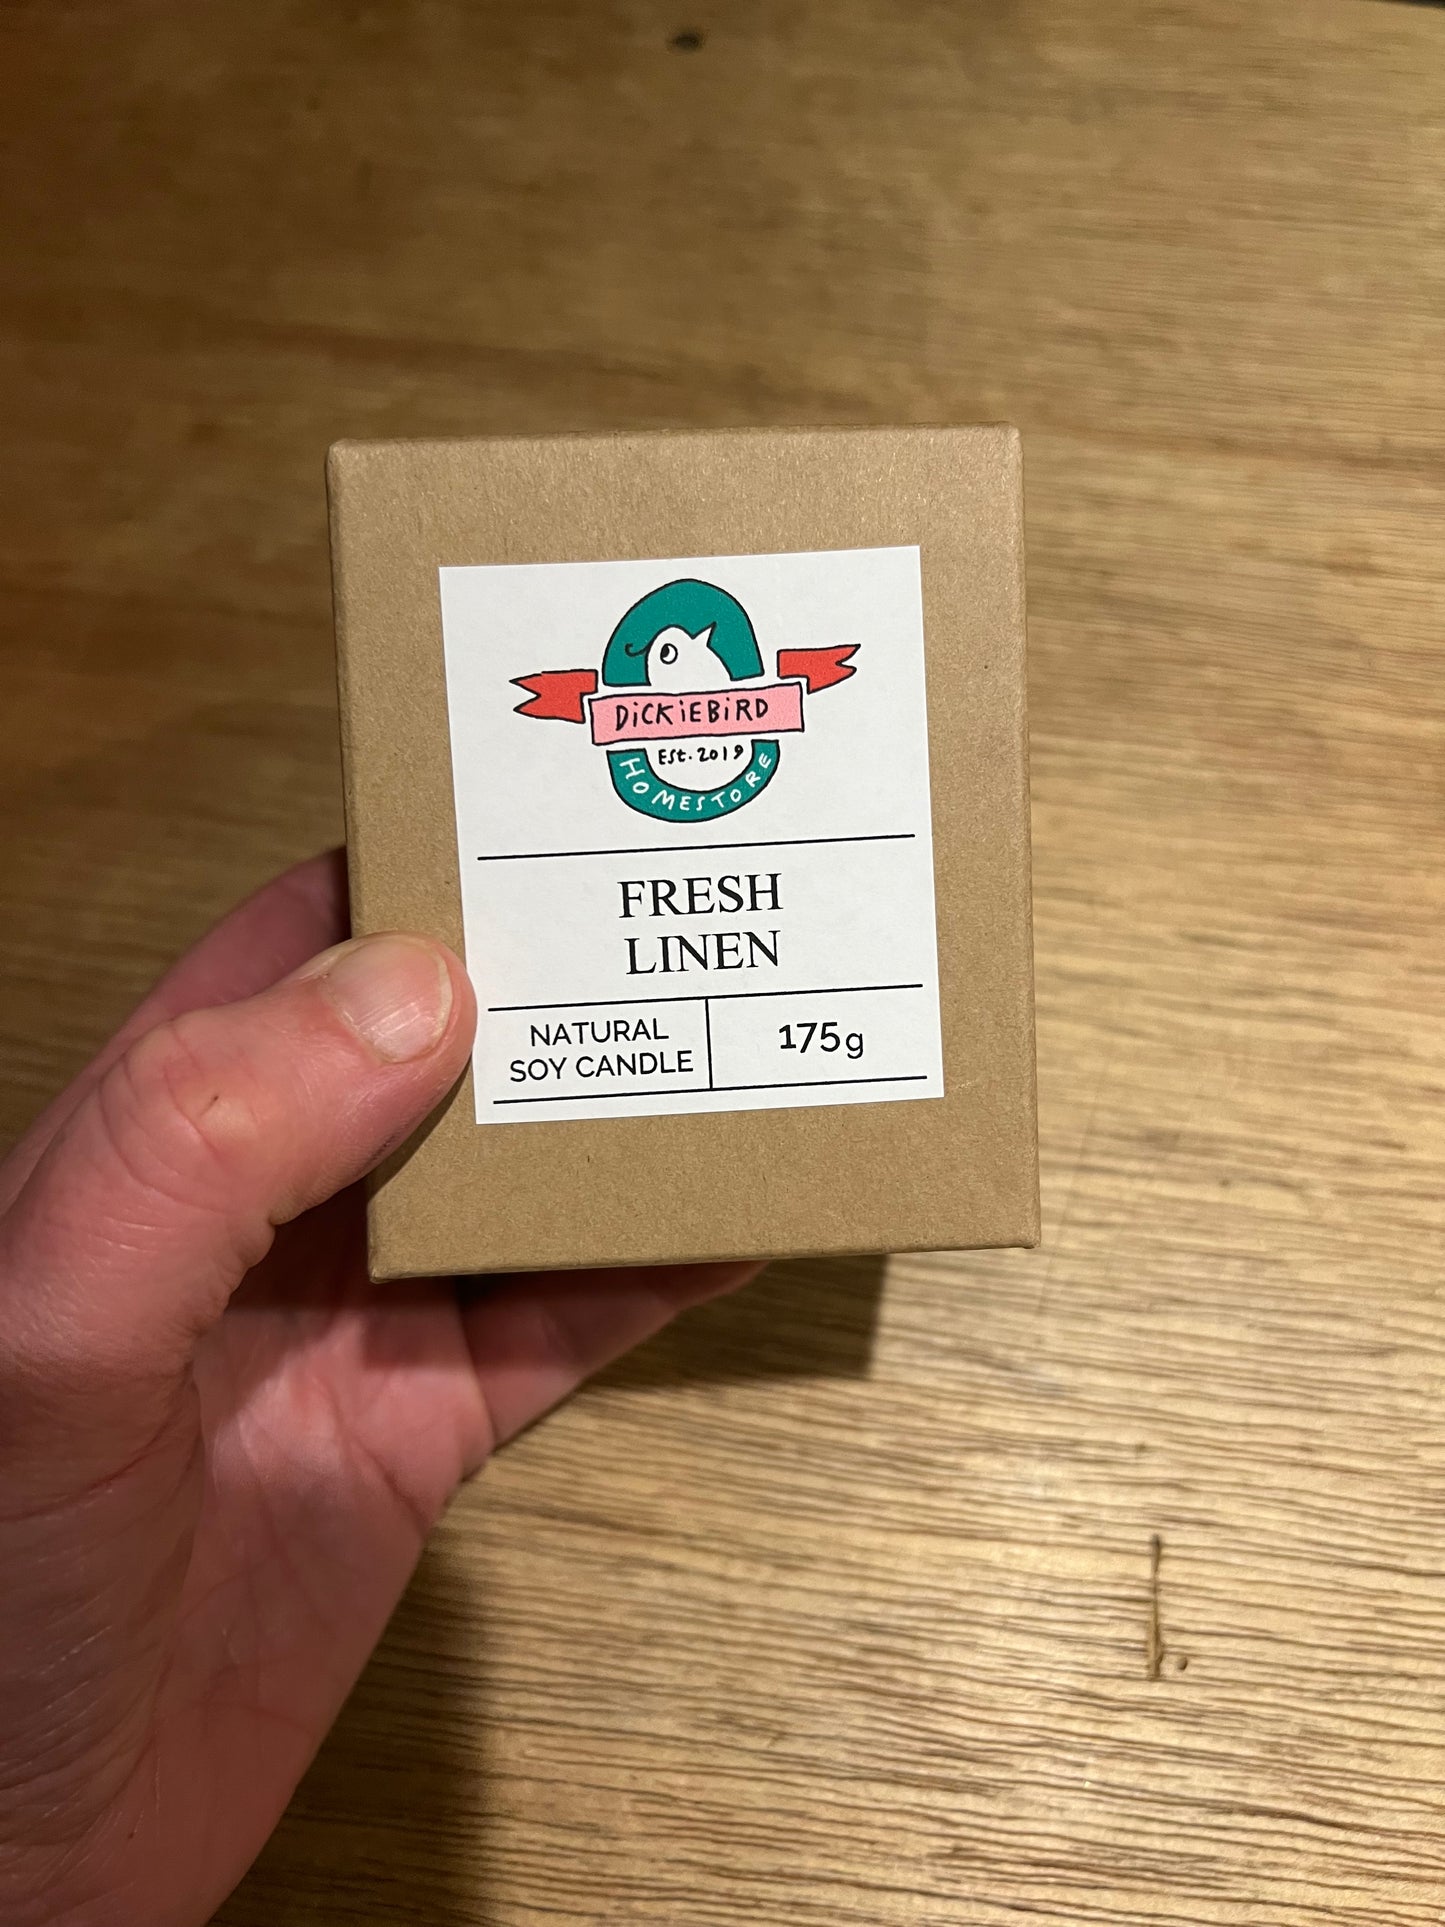 DiCKiEBiRD
Est. 2019
HOMESTORE
FRESH
LINEN
NATURAL
SOY CANDLE
175g